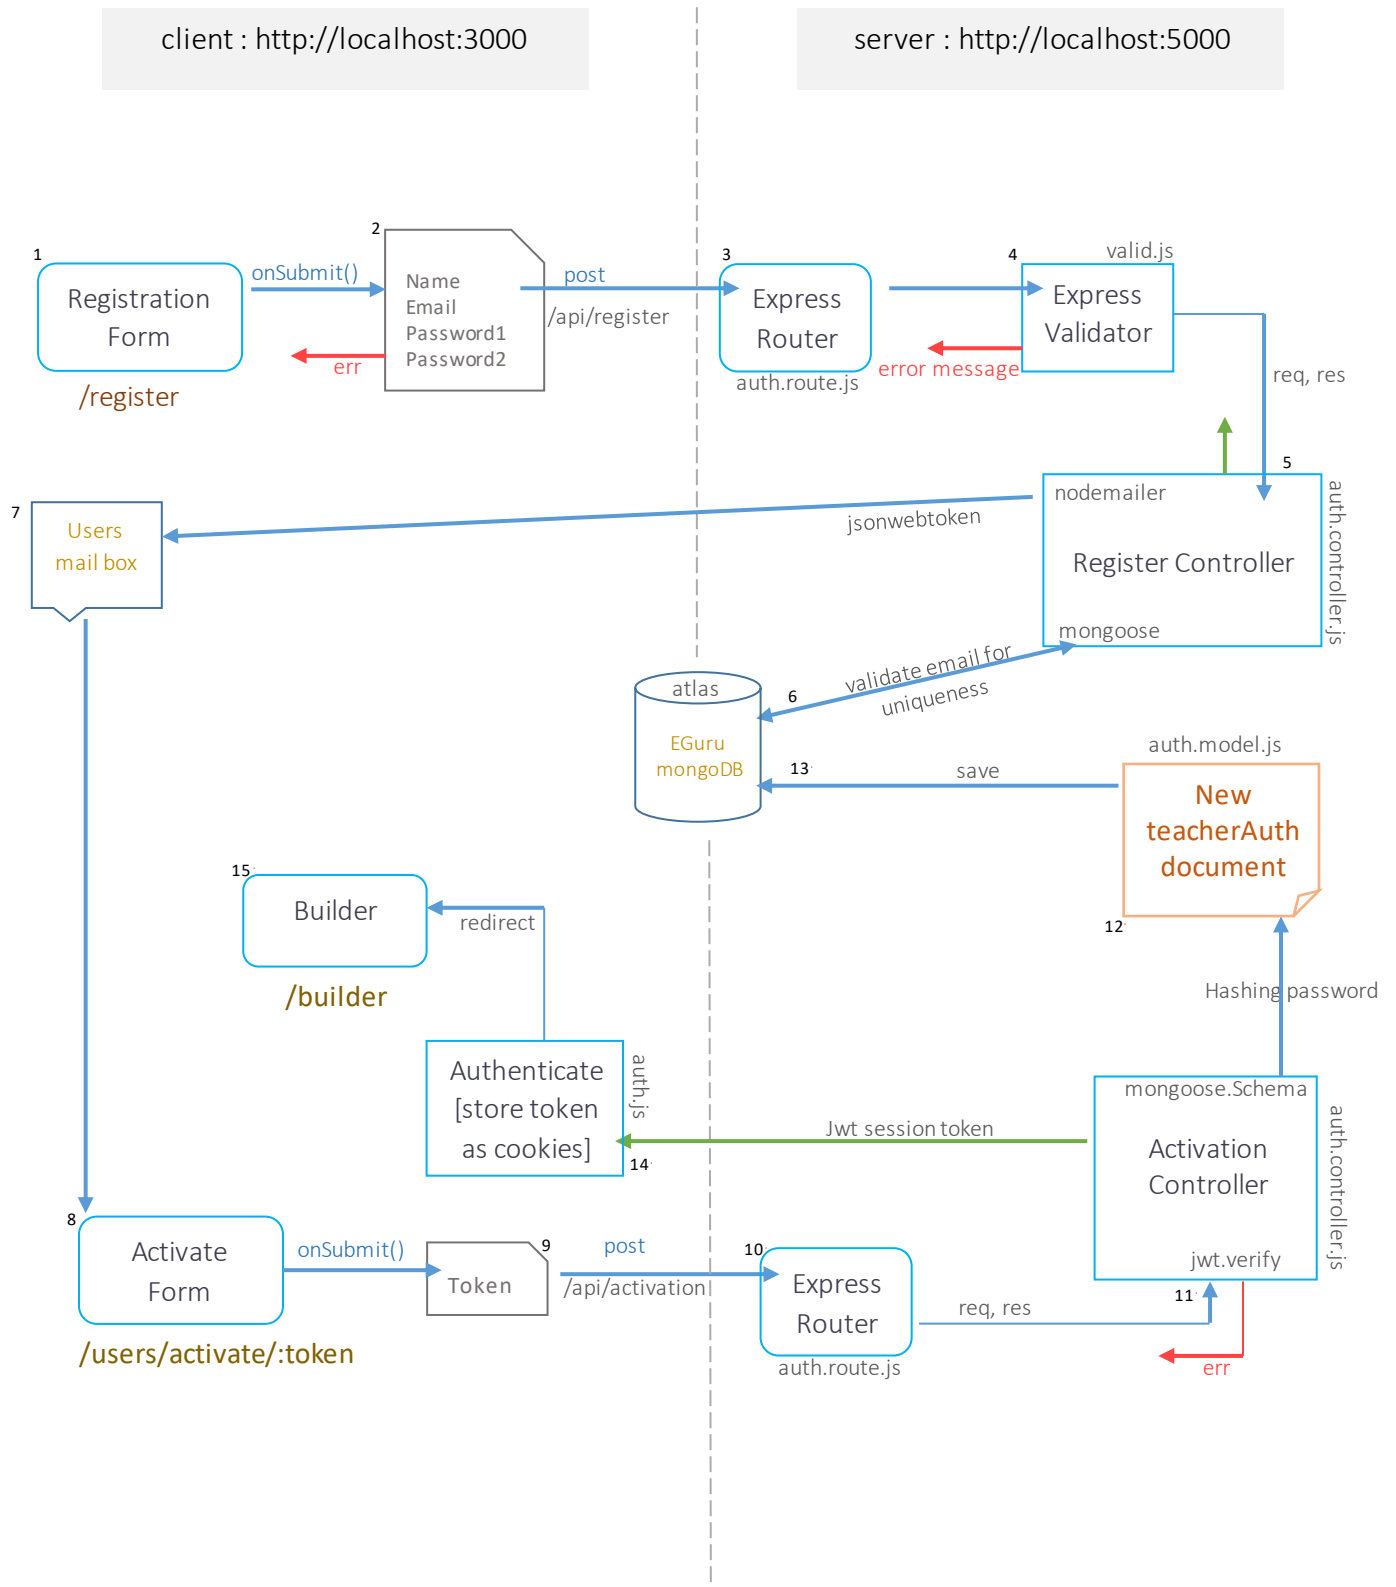 client : http://localhost:3000
server : http://localhost:5000
1
Registration
Form
/register
onSubmit()
2
Name
Email
Password1
Password2
err
post
/api/register
3
Express
Router
auth.route.js
4
valid.js
Express
Validator
error message
req, res
5
nodemailer
Register Controller
mongoose
auth.controller.js
jsonwebtoken
7
Users
mail box
atlas
EGuru
mongoDB
6
validate email for
uniqueness
13
save
auth.model.js
New
teacherAuth
document
12
Hashing password
15
Builder
redirect
/builder
Authenticate
[store token
as cookies]
auth.js
14
Jwt session token
mongoose.Schema
Activation
Controller
jwt.verify
auth.controller.js
8
Activate
Form
/users/activate/:token
onSubmit()
9
Token
post
/api/activation
10
Express
Router
auth.route.js
req, res
11
err